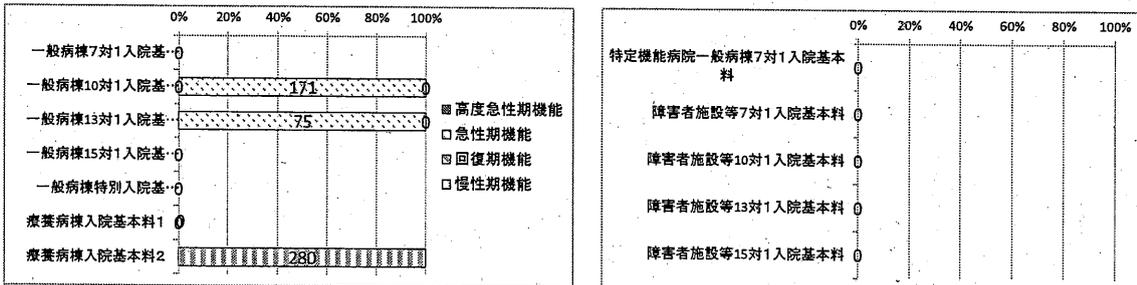 0% 20% 40% 60% 80% 100%
一般病棟7対1入院基… 0
一般病棟10対1入院基… 0 171 0
一般病棟13対1入院基… 0 75 0
一般病棟15対1入院基… 0
一般病棟特別入院基… 0
療養病棟入院基本料1 0
療養病棟入院基本料2 280
高度急性期機能
急性期機能
回復期機能
慢性期機能
0% 20% 40% 60% 80% 100%
特定機能病院一般病棟7対1入院基本
料 0
障害者施設等7対1入院基本料 0
障害者施設等10対1入院基本料 0
障害者施設等13対1入院基本料 0
障害者施設等15対1入院基本料 0